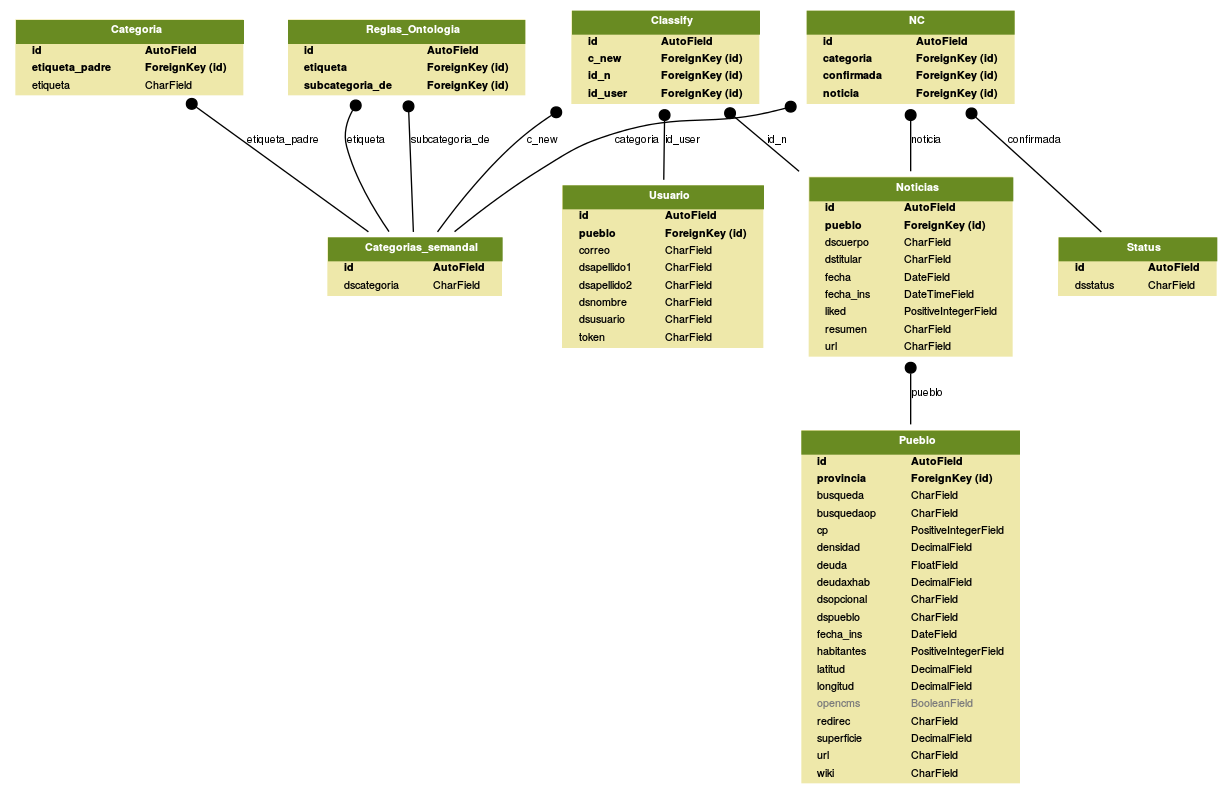 Categoria
id AutoField
etiqueta_padre ForeignKey (id)
etiqueta CharField
Reglas_Ontologia
id AutoField
etiqueta ForeignKey (id)
subcategoria_de ForeignKey (id)
Classify
id AutoField
c_new ForeignKey (id)
id_n ForeignKey (id)
id_user ForeignKey (id)
NC
id AutoField
categoria ForeignKey (id)
confirmada ForeignKey (id)
noticia ForeignKey (id)
etiqueta_padre
etiqueta
subcategoria_de
c_new
categoria
id_user
id_n
noticia
confirmada
Categorias_semandal
id AutoField
dscategoria CharField
Usuario
id AutoField
pueblo ForeignKey (id)
correo CharField
dsapellido1 CharField
dsapellido2 CharField
dsnombre CharField
dsusuario CharField
token CharField
Noticias
id AutoField
pueblo ForeignKey (id)
dscuerpo CharField
dstitular CharField
fecha DateField
fecha_ins DateTimeField
liked PositiveIntegerField
resumen CharField
url CharField
Status
id AutoField
dsstatus CharField
pueblo
Pueblo
id AutoField
provincia ForeignKey (id)
busqueda CharField
busquedaop CharField
cp PositiveIntegerField
densidad DecimalField
deuda FloatField
deudaxhab DecimalField
dsopcional CharField
dspueblo CharField
fecha_ins DateField
habitantes PositiveIntegerField
latitud DecimalField
longitud DecimalField
opencms BooleanField
redirec CharField
superficie DecimalField
url CharField
wiki CharField